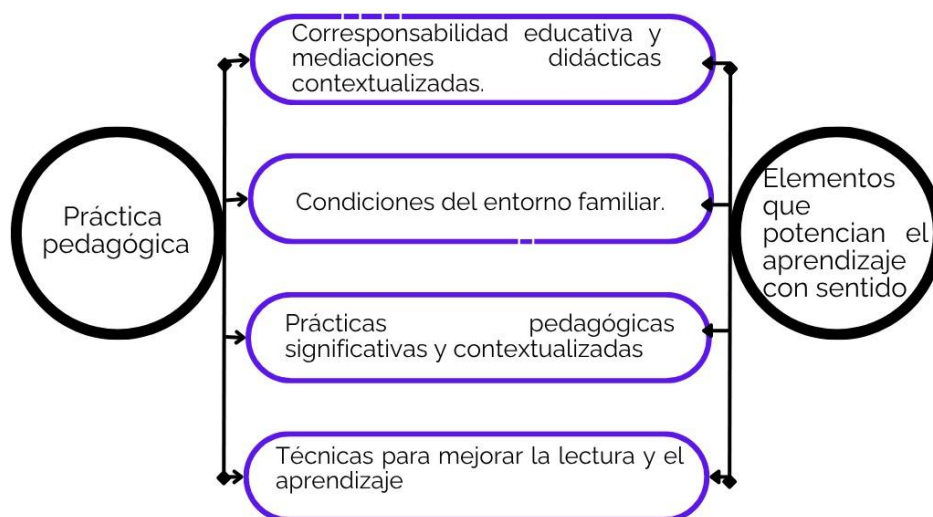 Corresponsabilidad educativa y
mediaciones didácticas
contextualizadas.
Práctica
pedagógica
Condiciones del entorno familiar.
Elementos
que
potencian el
aprendizaje
con sentido
Prácticas pedagógicas
significativas y contextualizadas
Técnicas para mejorar la lectura y el
aprendizaje